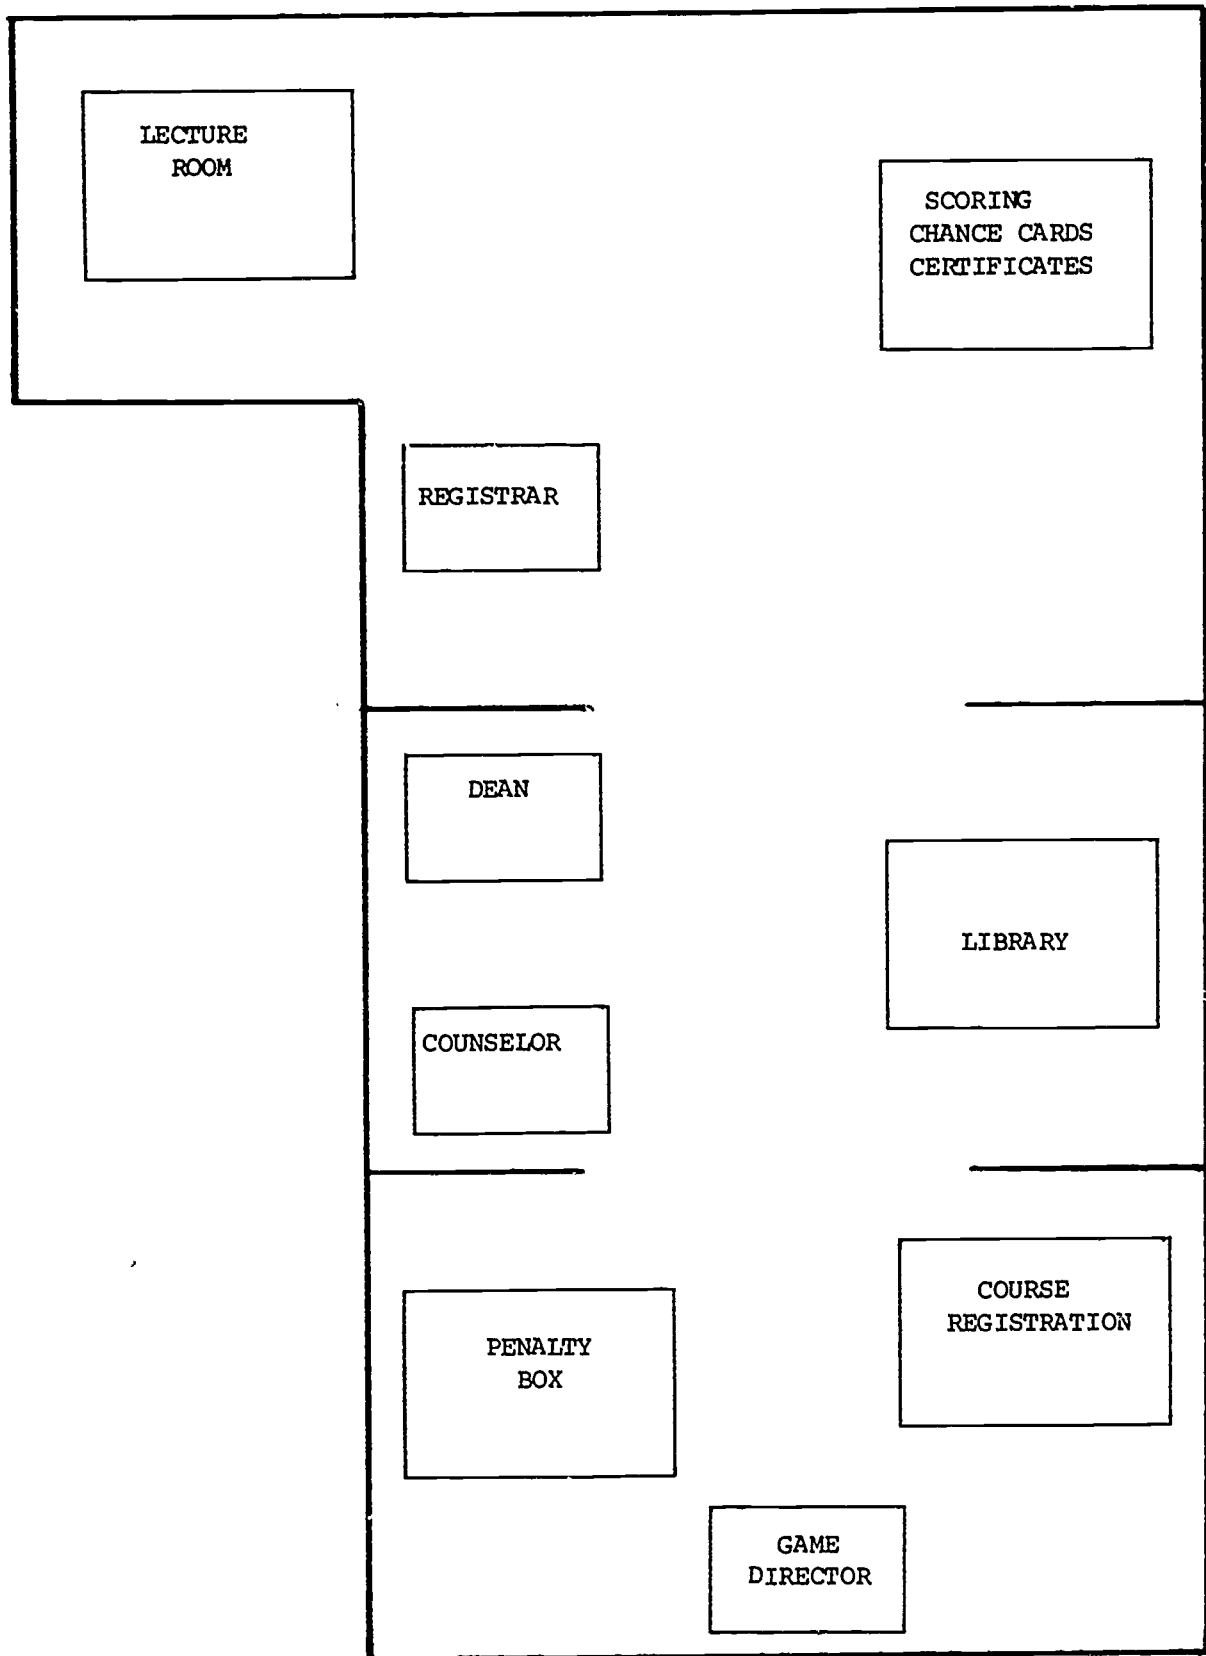 LECTURE
ROOM
SCORING
CHANCE CARDS
CERTIFICATES
REGISTRAR
DEAN
LIBRARY
COUNSELOR
COURSE
REGISTRATION
PENALTY
BOX
GAME
DIRECTOR